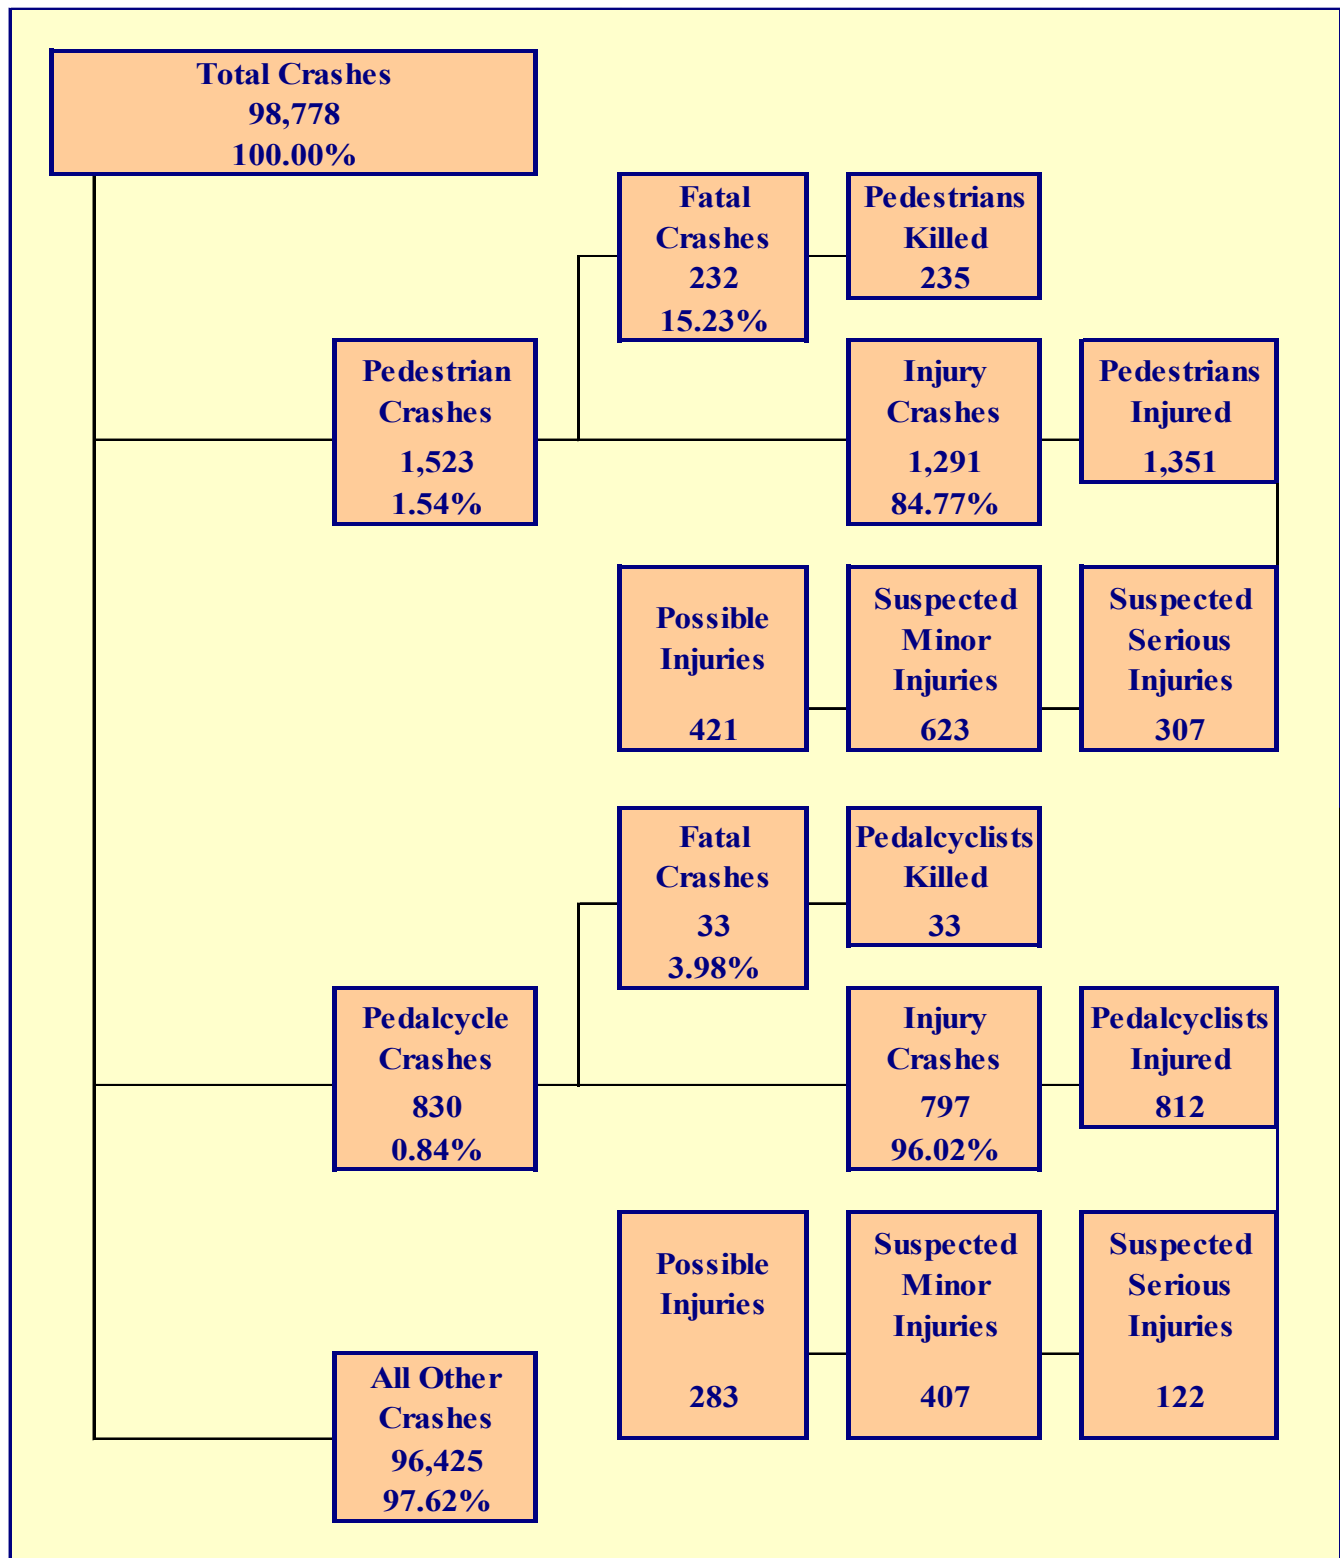 Total Crashes
98,778
100.00%
Fatal
Crashes
232
15.23%
Pedestrians
Killed
235
Pedestrian
Crashes
1,523
1.54%
Injury
Crashes
1,291
84.77%
Pedestrians
Injured
1,351
Possible
Injuries
421
Suspected
Minor
Injuries
623
Suspected
Serious
Injuries
307
Fatal
Crashes
33
3.98%
Pedalcyclists
Killed
33
Pedalcycle
Crashes
830
0.84%
Injury
Crashes
797
96.02%
Pedalcyclists
Injured
812
Possible
Injuries
283
Suspected
Minor
Injuries
407
Suspected
Serious
Injuries
122
All Other
Crashes
96,425
97.62%